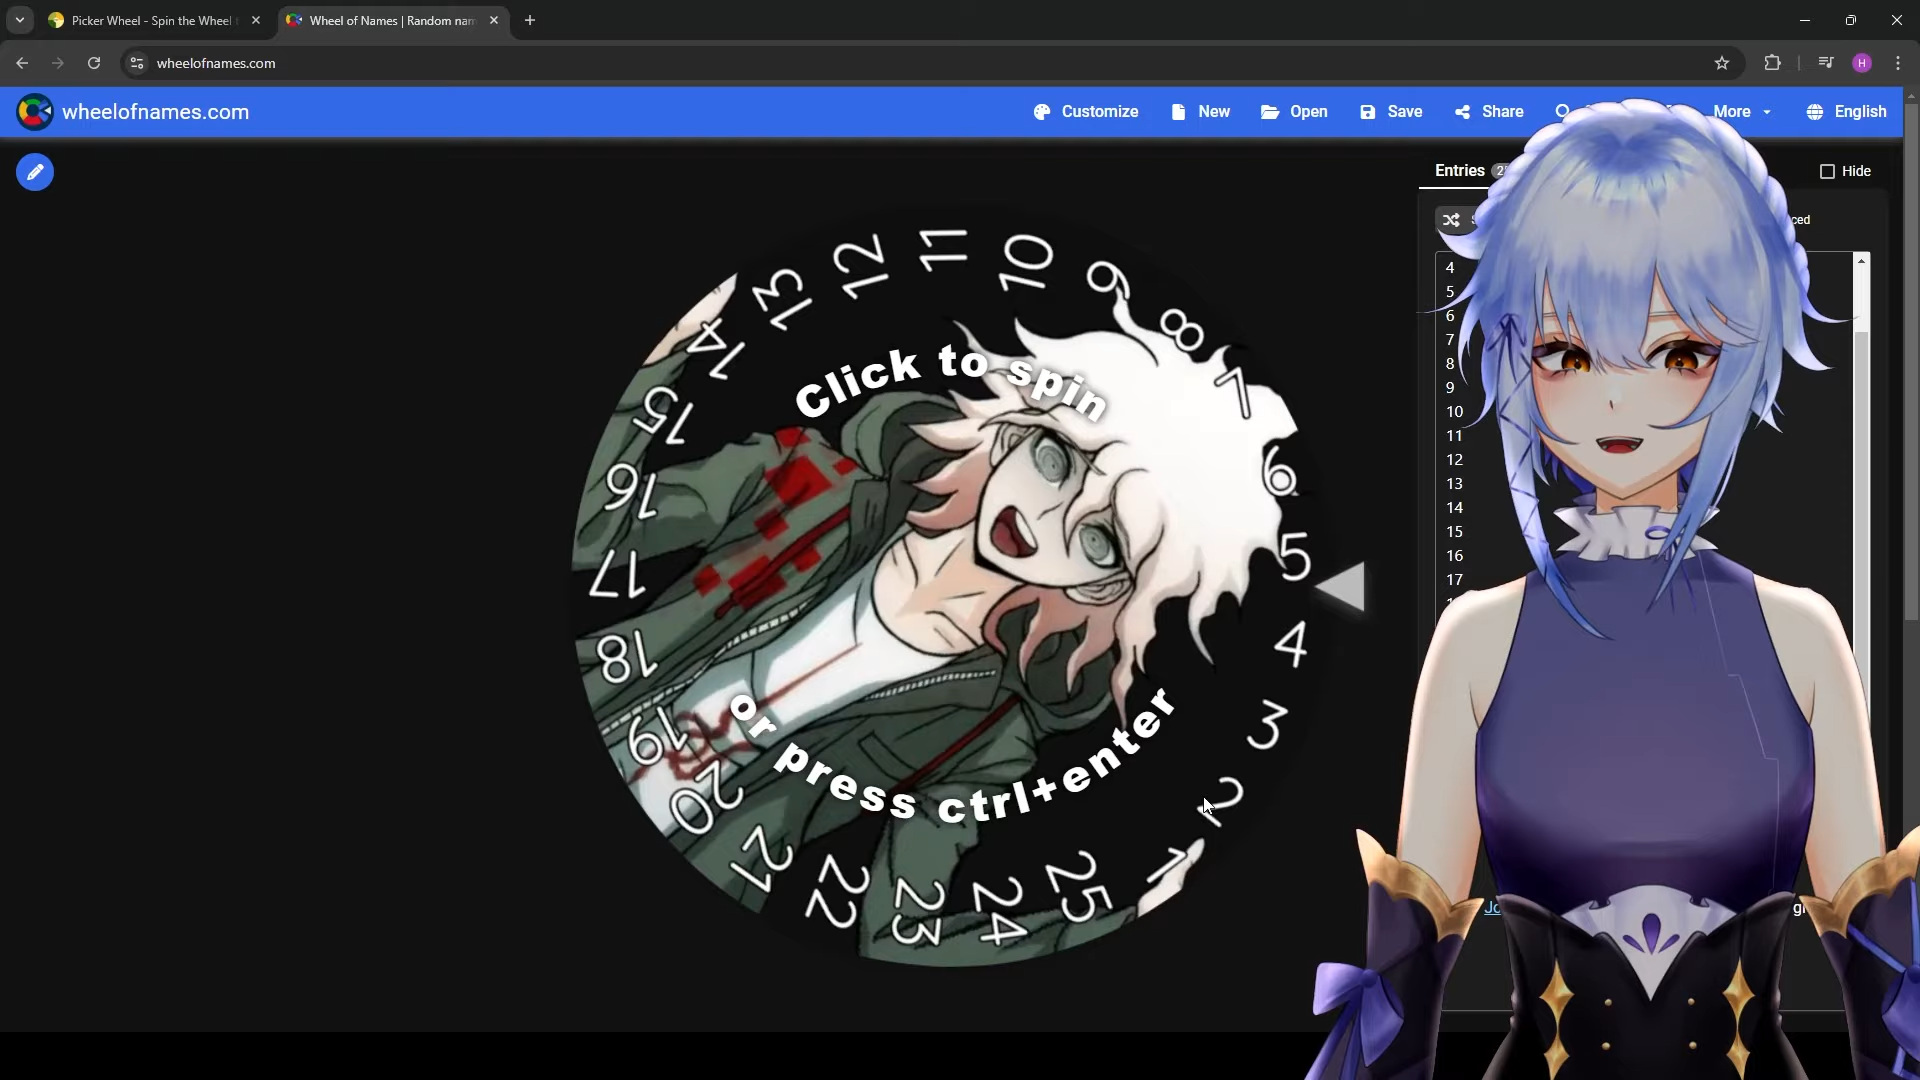 Picker Wheel - Spin the Wheel
Wheel of Names | Random nam
wheelofnames.com
H
wheelofnames.com
Customize
New
Open
Save
Share
More
English
Entries
Hide
4
5
6
7
8
9
10
11
12
13
14
15
16
17
Click to spin
or press ctrl+enter
1
2
3
4
5
6
7
8
9
10
11
12
13
14
15
16
17
18
19
20
21
22
23
24
25